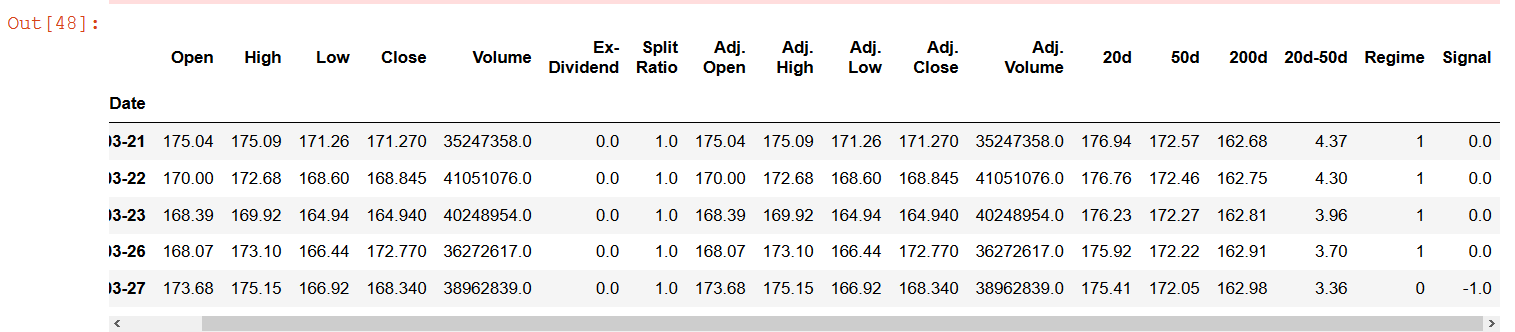 Out[48]:
Open High Low Close Volume Ex-Dividend Split Ratio Adj. Open Adj. High Adj. Low Adj. Close Adj. Volume 20d 50d 200d 20d-50d Regime Signal
Date
03-21 175.04 175.09 171.26 171.270 35247358.0 0.0 1.0 175.04 175.09 171.26 171.270 35247358.0 176.94 172.57 162.68 4.37 1 0.0
03-22 170.00 172.68 168.60 168.845 41051076.0 0.0 1.0 170.00 172.68 168.60 168.845 41051076.0 176.76 172.46 162.75 4.30 1 0.0
03-23 168.39 169.92 164.94 164.940 40248954.0 0.0 1.0 168.39 169.92 164.94 164.940 40248954.0 176.23 172.27 162.81 3.96 1 0.0
03-26 168.07 173.10 166.44 172.770 36272617.0 0.0 1.0 168.07 173.10 166.44 172.770 36272617.0 175.92 172.22 162.91 3.70 1 0.0
03-27 173.68 175.15 166.92 168.340 38962839.0 0.0 1.0 173.68 175.15 166.92 168.340 38962839.0 175.41 172.05 162.98 3.36 0 -1.0